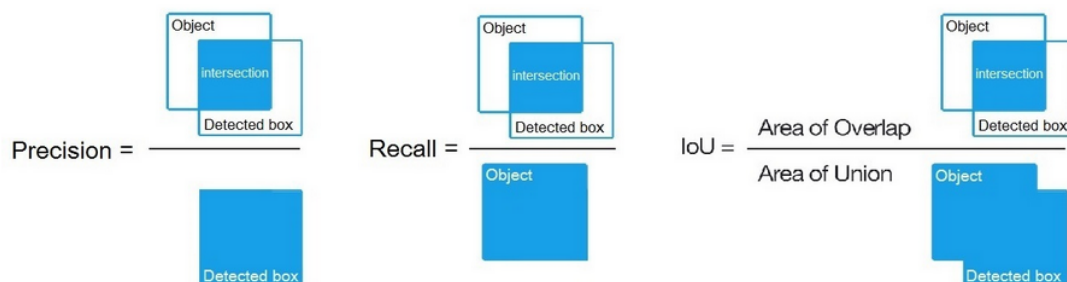 Object
intersection
Detected box
Precision =
Detected box
Object
intersection
Detected box
Recall =
Object
Object
intersection
Detected box
IoU =
Area of Overlap
Area of Union
Object
Detected box